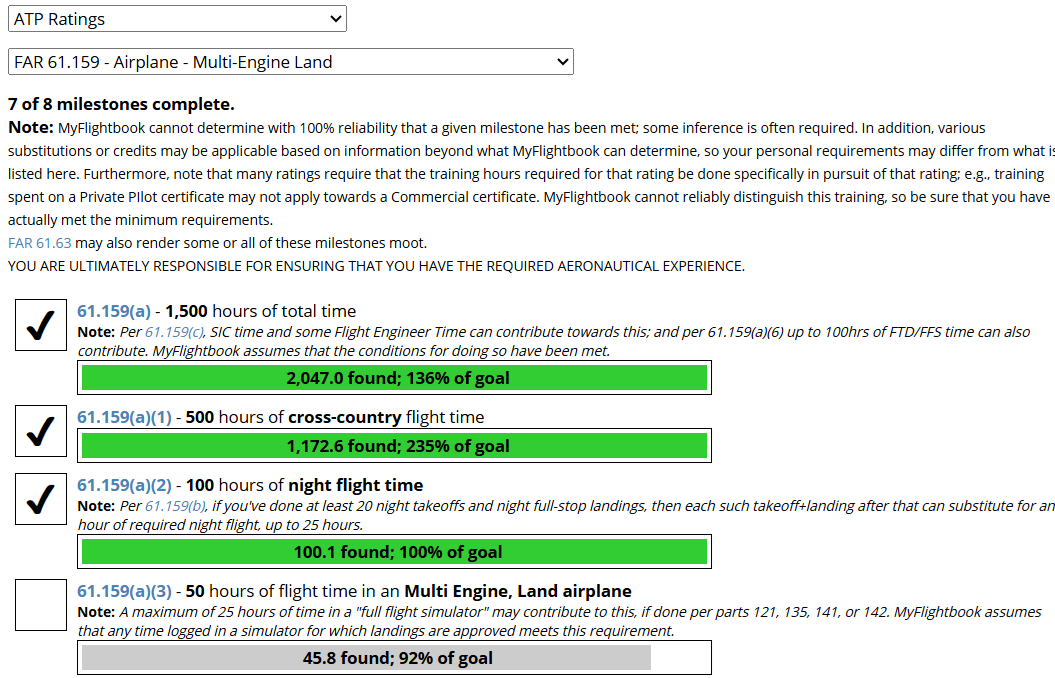 ATP Ratings
FAR 61.159 - Airplane - Multi-Engine Land
7 of 8 milestones complete.
Note: MyFlightbook cannot determine with 100% reliability that a given milestone has been met; some inference is often required. In addition, various
substitutions or credits may be applicable based on information beyond what MyFlightbook can determine, so your personal requirements may differ from what is
listed here. Furthermore, note that many ratings require that the training hours required for that rating be done specifically in pursuit of that rating; e.g., training
spent on a Private PIlot certificate may not apply towards a Commercial certificate. MyFlightbook cannot reliably distinguish this training, so be sure that you have
actually met the minimum requirements.
FAR 61.63 may also render some or all of these milestones moot.
YOU ARE ULTIMATELY RESPONSIBLE FOR ENSURING THAT YOU HAVE THE REQUIRED AERONAUTICAL EXPERIENCE.
61.159(a) - 1,500 hours of total time
Note: Per 61.159(c), SIC time and some Flight Engineer Time can contribute towards this; and per 61.159(a)(6) up to 100hrs of FTD/FFS time can also
contribute. MyFlightbook assumes that the conditions for doing so have been met.
2,047.0 found; 136% of goal
61.159(a)(1) - 500 hours of cross-country flight time
1,172.6 found; 235% of goal
61.159(a)(2) - 100 hours of night flight time
Note: Per 61.159(b), if you've done at least 20 night takeoffs and night full-stop landings, then each such takeoff+landing after that can substitute for an
hour of required night flight, up to 25 hours.
100.1 found; 100% of goal
61.159(a)(3) - 50 hours of flight time in an Multi Engine, Land airplane
Note: A maximum of 25 hours of time in a "full flight simulator" may contribute to this, if done per parts 121, 135, 141, or 142. MyFlightbook assumes
that any time logged in a simulator for which landings are approved meets this requirement.
45.8 found; 92% of goal